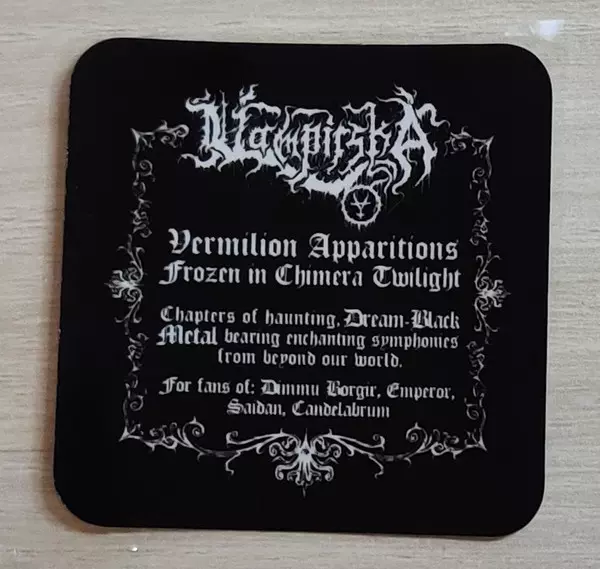 Vampirska
Vermilion Apparitions
Frozen in Chimera Twilight
Chapters of haunting, Dream-Black
Metal bearing enchanting symphonies
from beyond our world.
For fans of: Dimmu Borgir, Emperor,
Saidan, Candelabrum